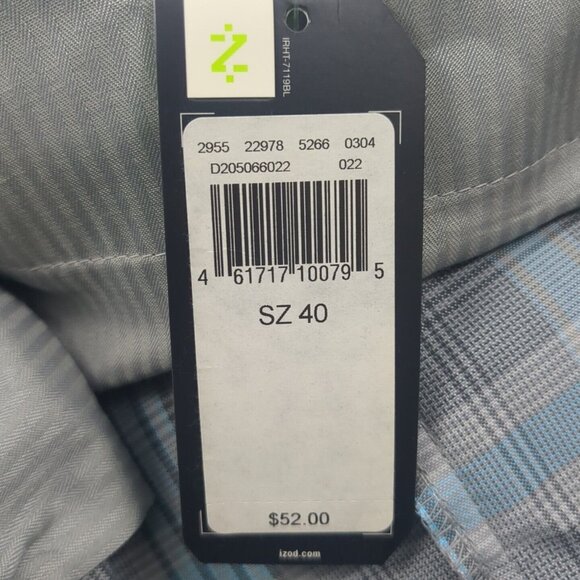 IRHT-7119BL
2955 22978 5266 0304
D205066022 022
4 61717 10079 5
SZ 40
$52.00
izod.com